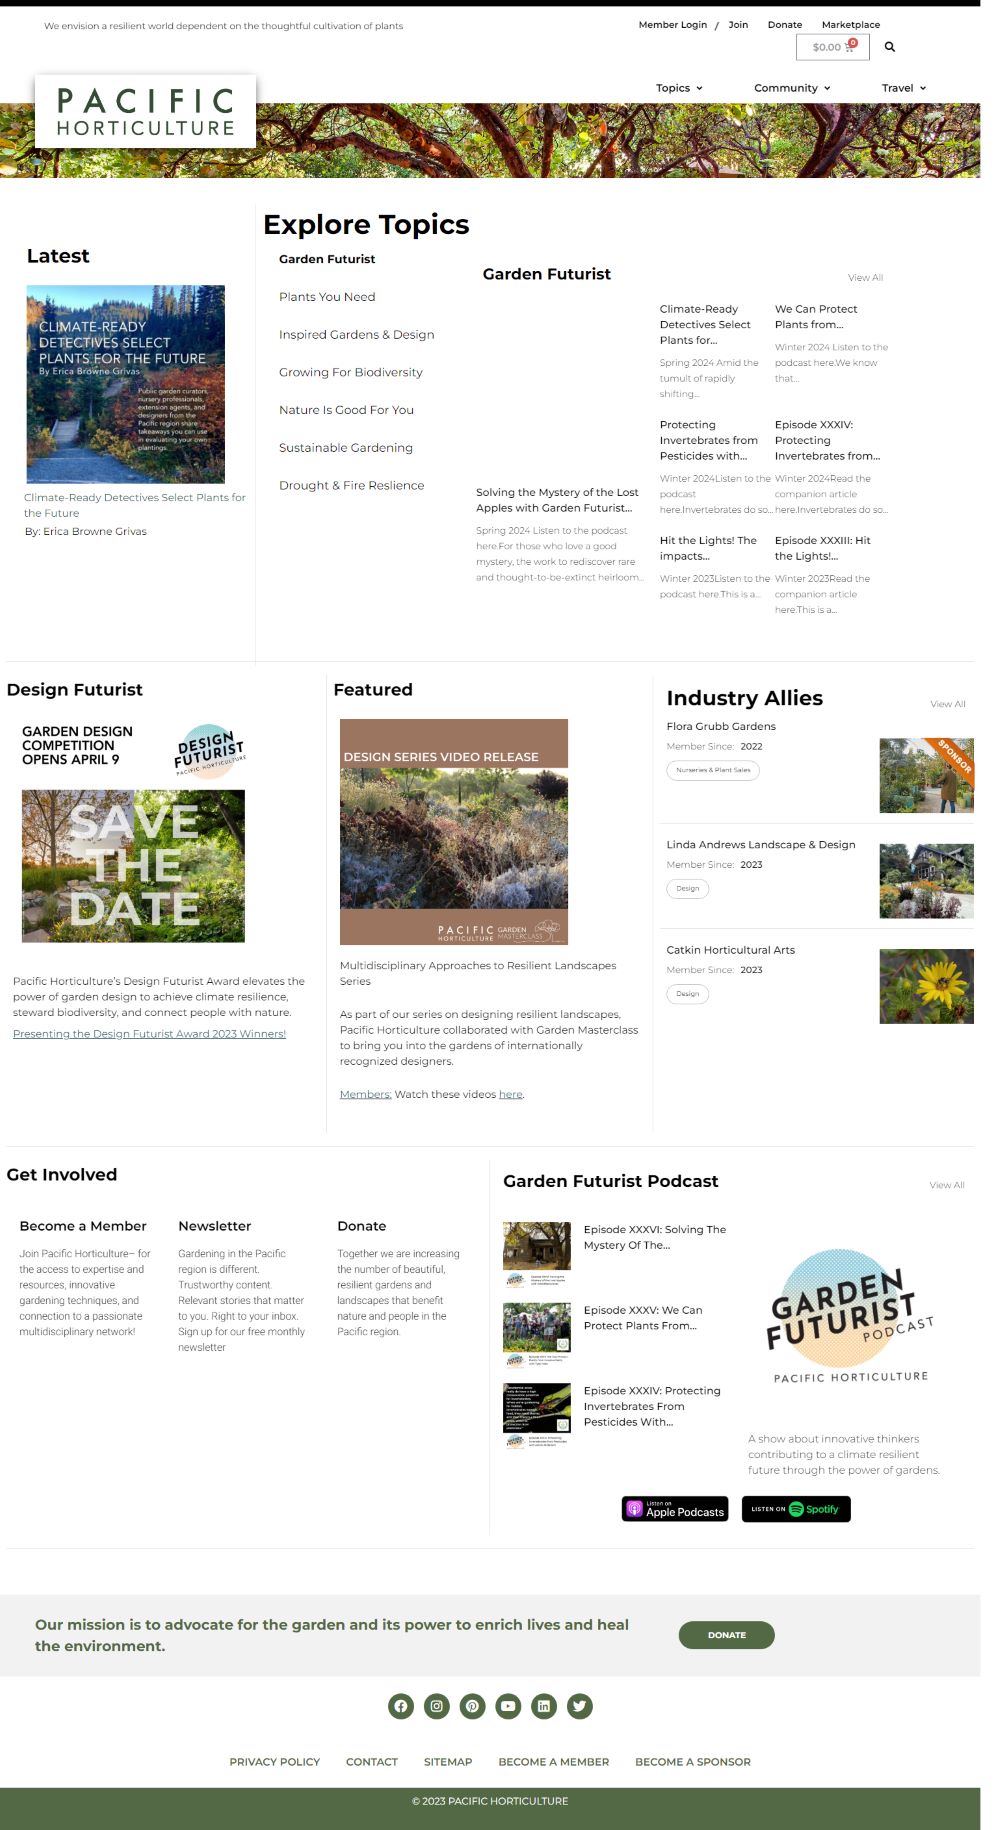 We envision a resilient world dependent on the thoughtful cultivation of plants
Member Login / Join Donate Marketplace
$0.00 0
Topics Community Travel
PACIFIC
HORTICULTURE
Latest
CLIMATE-READY
DETECTIVES SELECT
PLANTS FOR THE FUTURE
By Erica Browne Grivas
Public garden curators,
nursery professionals,
extension agents, and
designers from the
Pacific region share
takeaways you can use
in evaluating your own
plantings.
Climate-Ready Detectives Select Plants for
the Future
By: Erica Browne Grivas
Explore Topics
Garden Futurist
Plants You Need
Inspired Gardens & Design
Growing For Biodiversity
Nature Is Good For You
Sustainable Gardening
Drought & Fire Reslience
Garden Futurist
View All
Solving the Mystery of the Lost
Apples with Garden Futurist...
Spring 2024 Listen to the podcast
here.For those who love a good
mystery, the work to rediscover rare
and thought-to-be-extinct heirloom...
Climate-Ready
Detectives Select
Plants for...
Spring 2024 Amid the
tumult of rapidly
shifting...
We Can Protect
Plants from...
Winter 2024 Listen to the
podcast here.We know
that...
Protecting
Invertebrates from
Pesticides with...
Winter 2024Listen to the
podcast
here.Invertebrates do so...
Episode XXXIV:
Protecting
Invertebrates from...
Winter 2024Read the
companion article
here.Invertebrates do so...
Hit the Lights! The
impacts...
Winter 2023Listen to the
podcast here.This is a...
Episode XXXIII: Hit
the Lights!...
Winter 2023Read the
companion article
here.This is a...
Design Futurist
GARDEN DESIGN
COMPETITION
OPENS APRIL 9
DESIGN
FUTURIST
PACIFIC HORTICULTURE
SAVE
THE
DATE
Pacific Horticulture's Design Futurist Award elevates the
power of garden design to achieve climate resilience,
steward biodiversity, and connect people with nature.
Presenting the Design Futurist Award 2023 Winners!
Featured
DESIGN SERIES VIDEO RELEASE
PACIFIC
HORTICULTURE
GARDEN
MASTERCLASS
Multidisciplinary Approaches to Resilient Landscapes
Series
As part of our series on designing resilient landscapes,
Pacific Horticulture collaborated with Garden Masterclass
to bring you into the gardens of internationally
recognized designers.
Members: Watch these videos here.
Industry Allies
View All
Flora Grubb Gardens
Member Since: 2022
Nurseries & Plant Sales
SPONSOR
Linda Andrews Landscape & Design
Member Since: 2023
Design
Catkin Horticultural Arts
Member Since: 2023
Design
Get Involved
Become a Member
Join Pacific Horticulture– for
the access to expertise and
resources, innovative
gardening techniques, and
connection to a passionate
multidisciplinary network!
Newsletter
Gardening in the Pacific
region is different.
Trustworthy content.
Relevant stories that matter
to you. Right to your inbox.
Sign up for our free monthly
newsletter
Donate
Together we are increasing
the number of beautiful,
resilient gardens and
landscapes that benefit
nature and people in the
Pacific region.
Garden Futurist Podcast
View All
Episode XXXVI: Solving The
Mystery Of The...
Episode XXXV: We Can
Protect Plants From...
Episode XXXIV: Protecting
Invertebrates From
Pesticides With...
GARDEN
FUTURIST
PODCAST
PACIFIC HORTICULTURE
A show about innovative thinkers
contributing to a climate resilient
future through the power of gardens.
Listen on
Apple Podcasts
LISTEN ON Spotify
Our mission is to advocate for the garden and its power to enrich lives and heal
the environment.
DONATE
PRIVACY POLICY CONTACT SITEMAP BECOME A MEMBER BECOME A SPONSOR
© 2023 PACIFIC HORTICULTURE